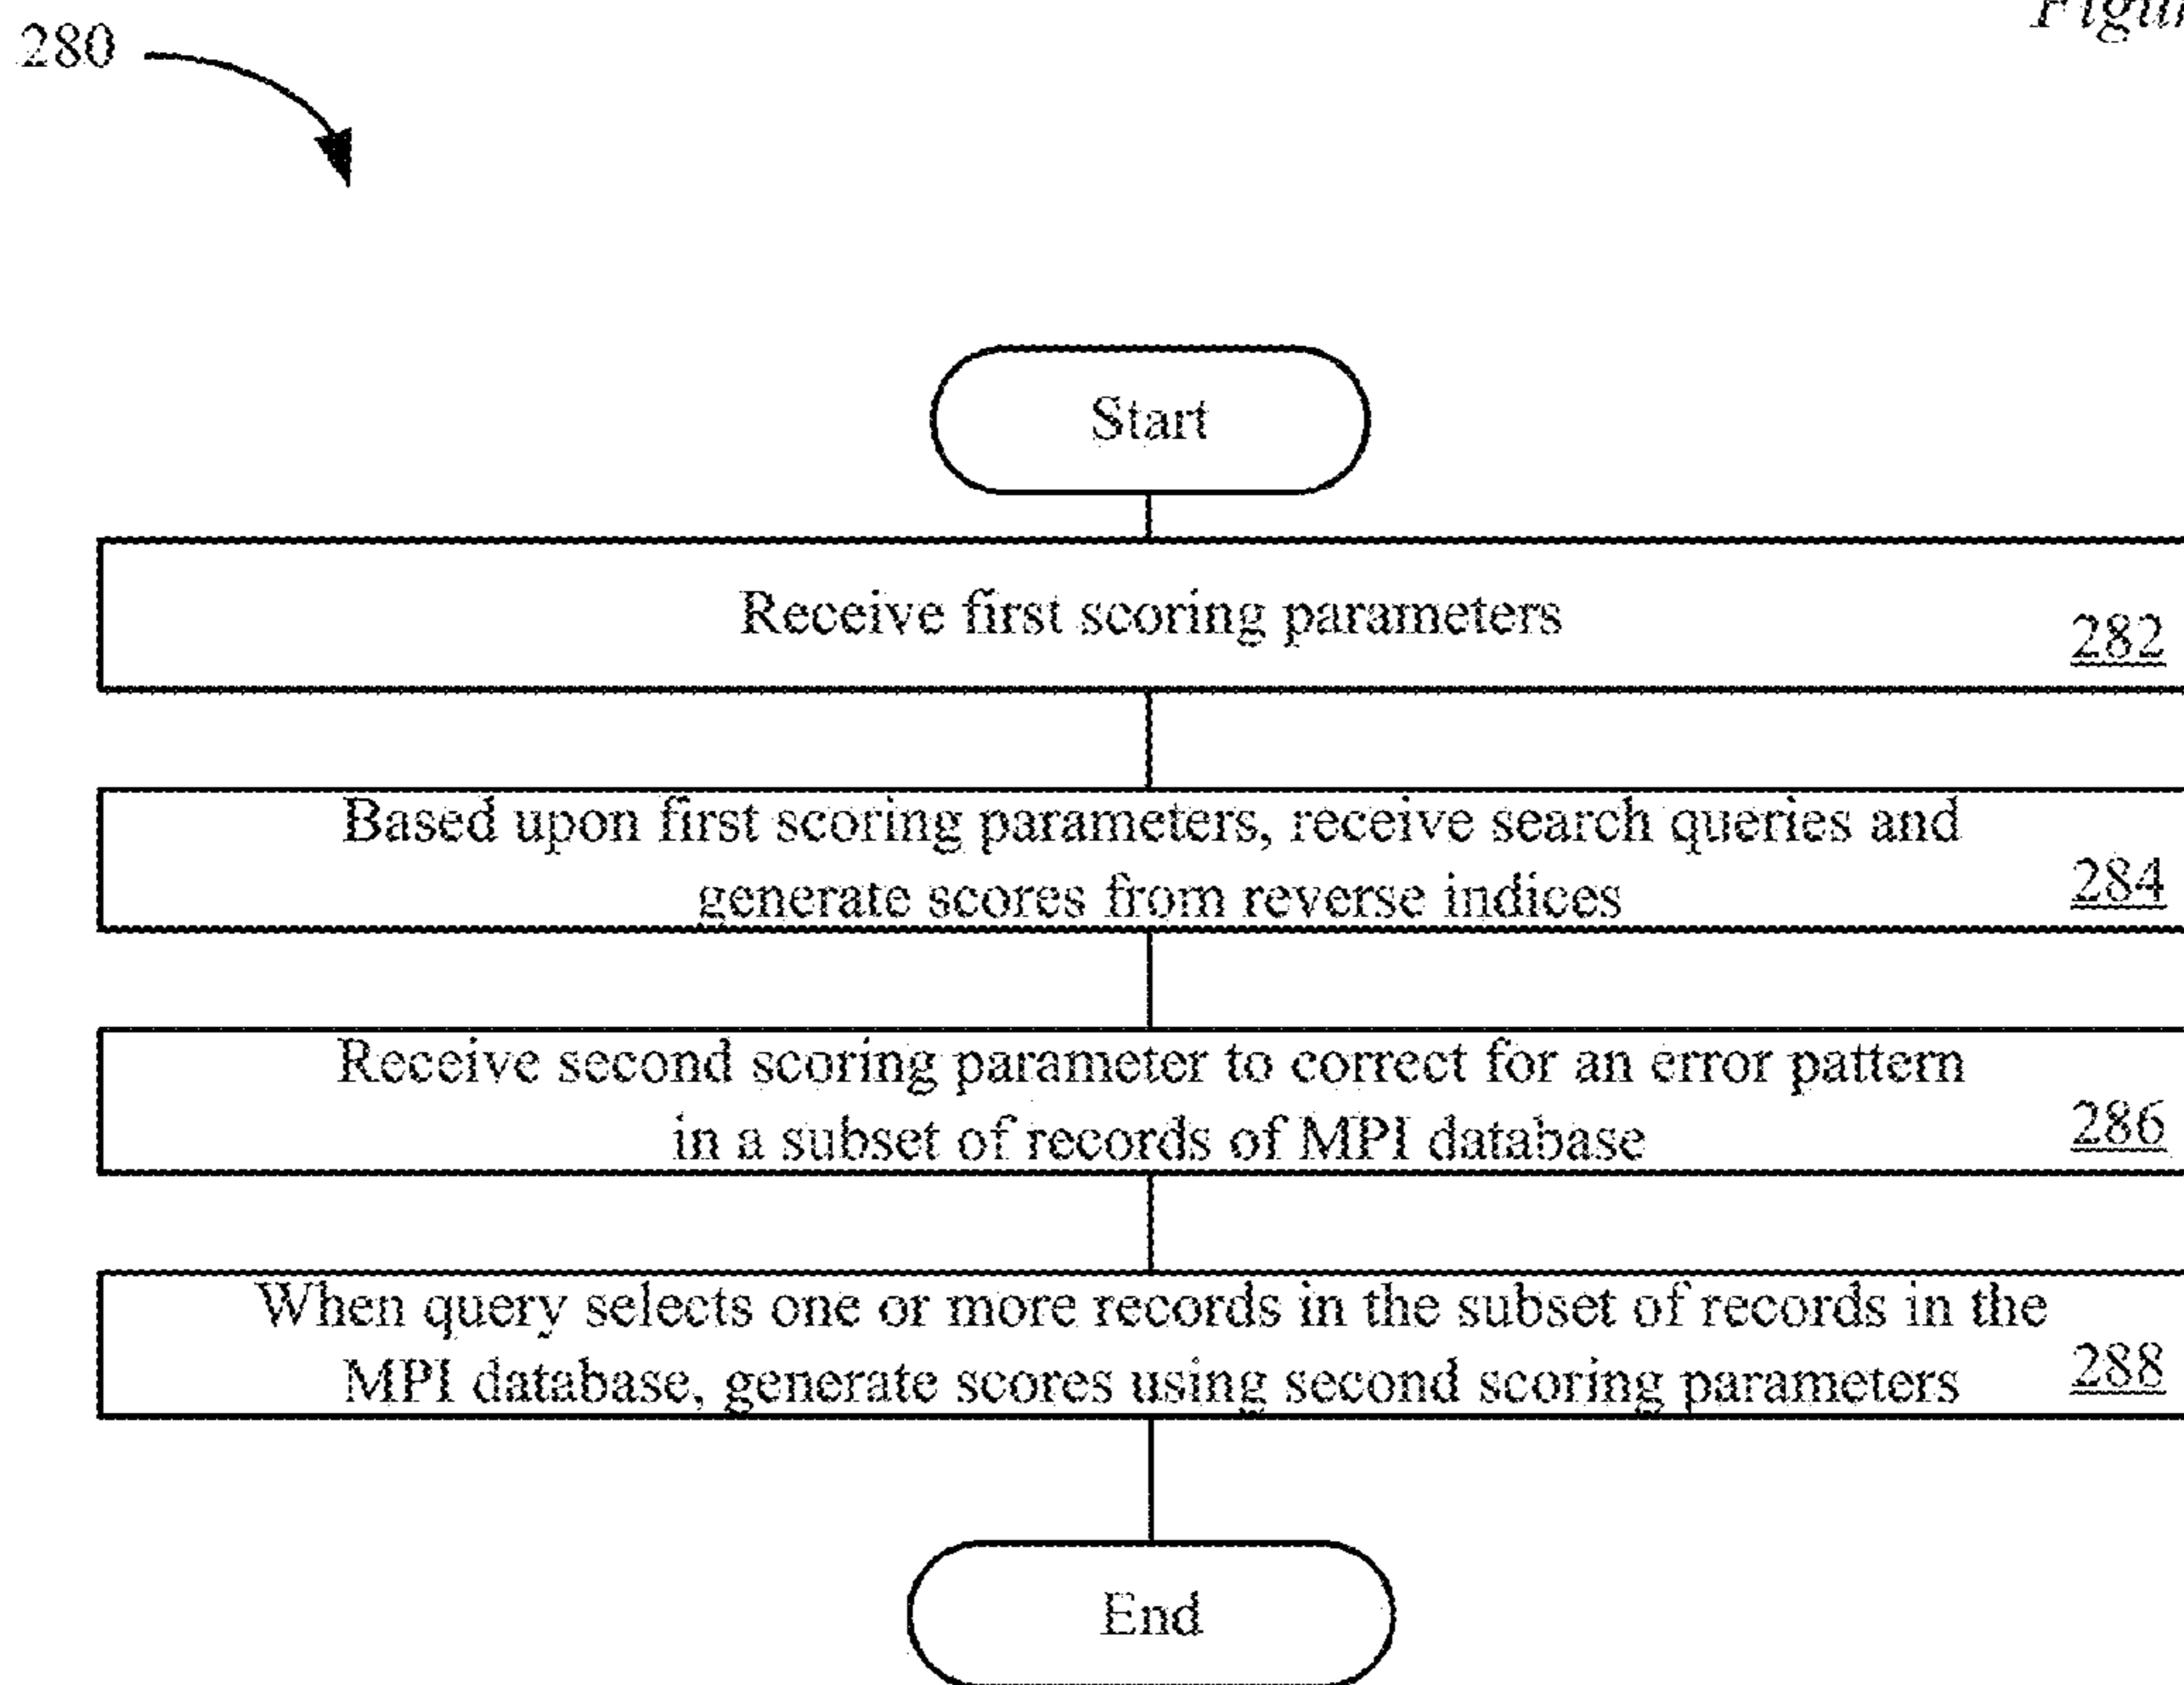 280
Start
Receive first scoring parameters
282
Based upon first scoring parameters, receive search queries and
generate scores from reverse indices
284
Receive second scoring parameter to correct for an error pattern
in a subset of records of MPI database
286
When query selects one or more records in the subset of records in the
MPI database, generate scores using second scoring parameters
288
End